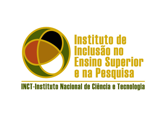 Instituto de
Inclusão no
Ensino Superior
e na Pesquisa
INCT-Instituto Nacional de Ciência e Tecnologia